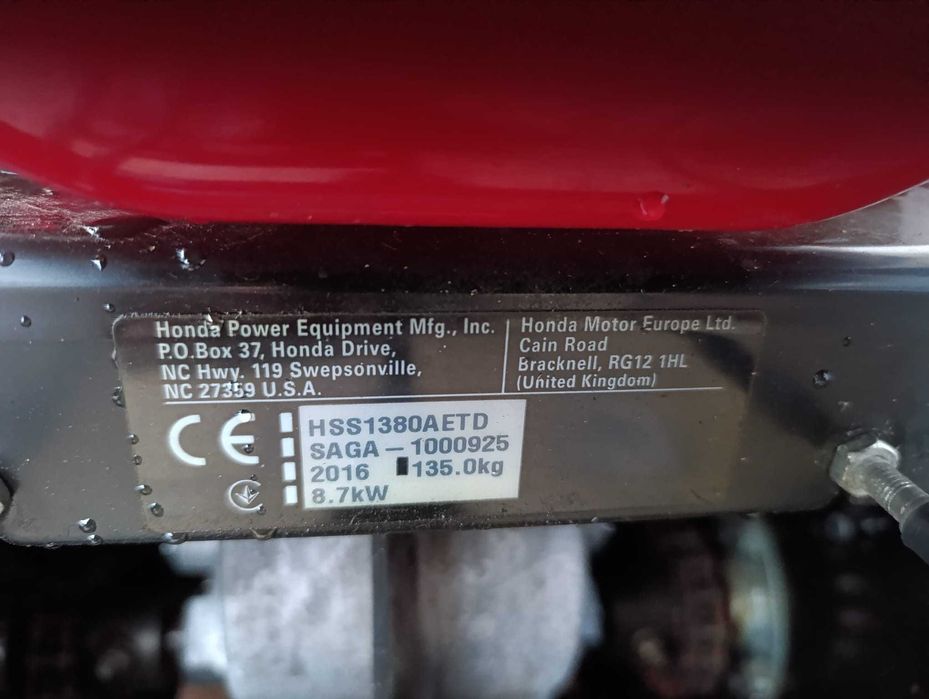 Honda Power Equipment Mfg., Inc.
P.O.Box 37, Honda Drive,
NC Hwy. 119 Swepsonville,
NC 27359 U.S.A.
Honda Motor Europe Ltd.
Cain Road
Bracknell, RG12 1HL
(United Kingdom)
CE
HSS1380AETD
SAGA-1000925
2016 135.0kg
8.7kW